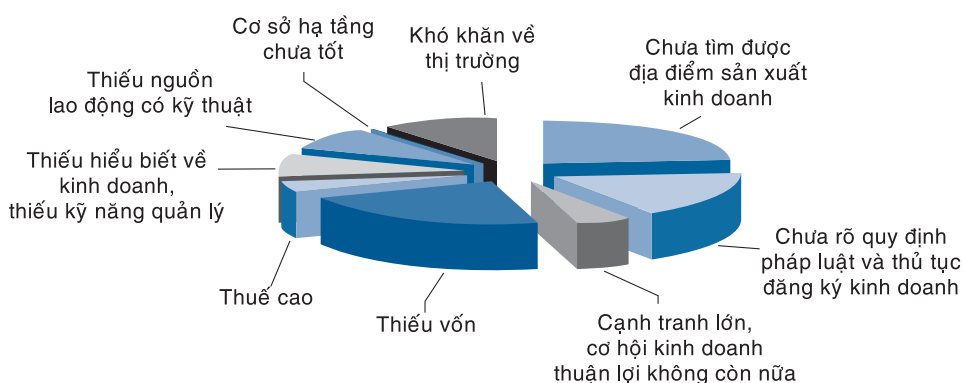 Cơ sở hạ tầng
chưa tốt
Khó khăn về
thị trường
Chưa tìm được
địa điểm sản xuất
kinh doanh
Thiếu nguồn
lao động có kỹ thuật
Thiếu hiểu biết về
kinh doanh,
thiếu kỹ năng quản lý
Thuế cao
Thiếu vốn
Cạnh tranh lớn,
cơ hội kinh doanh
thuận lợi không còn nữa
Chưa rõ quy định
pháp luật và thủ tục
đăng ký kinh doanh